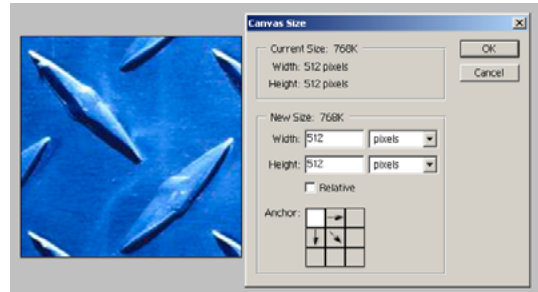 Canvas Size
Current Size: 768K
OK
Width: 512 pixels
Cancel
Height: 512 pixels
New Size: 768K
Width: 512 pixels
Height: 512 pixels
Relative
Anchor: